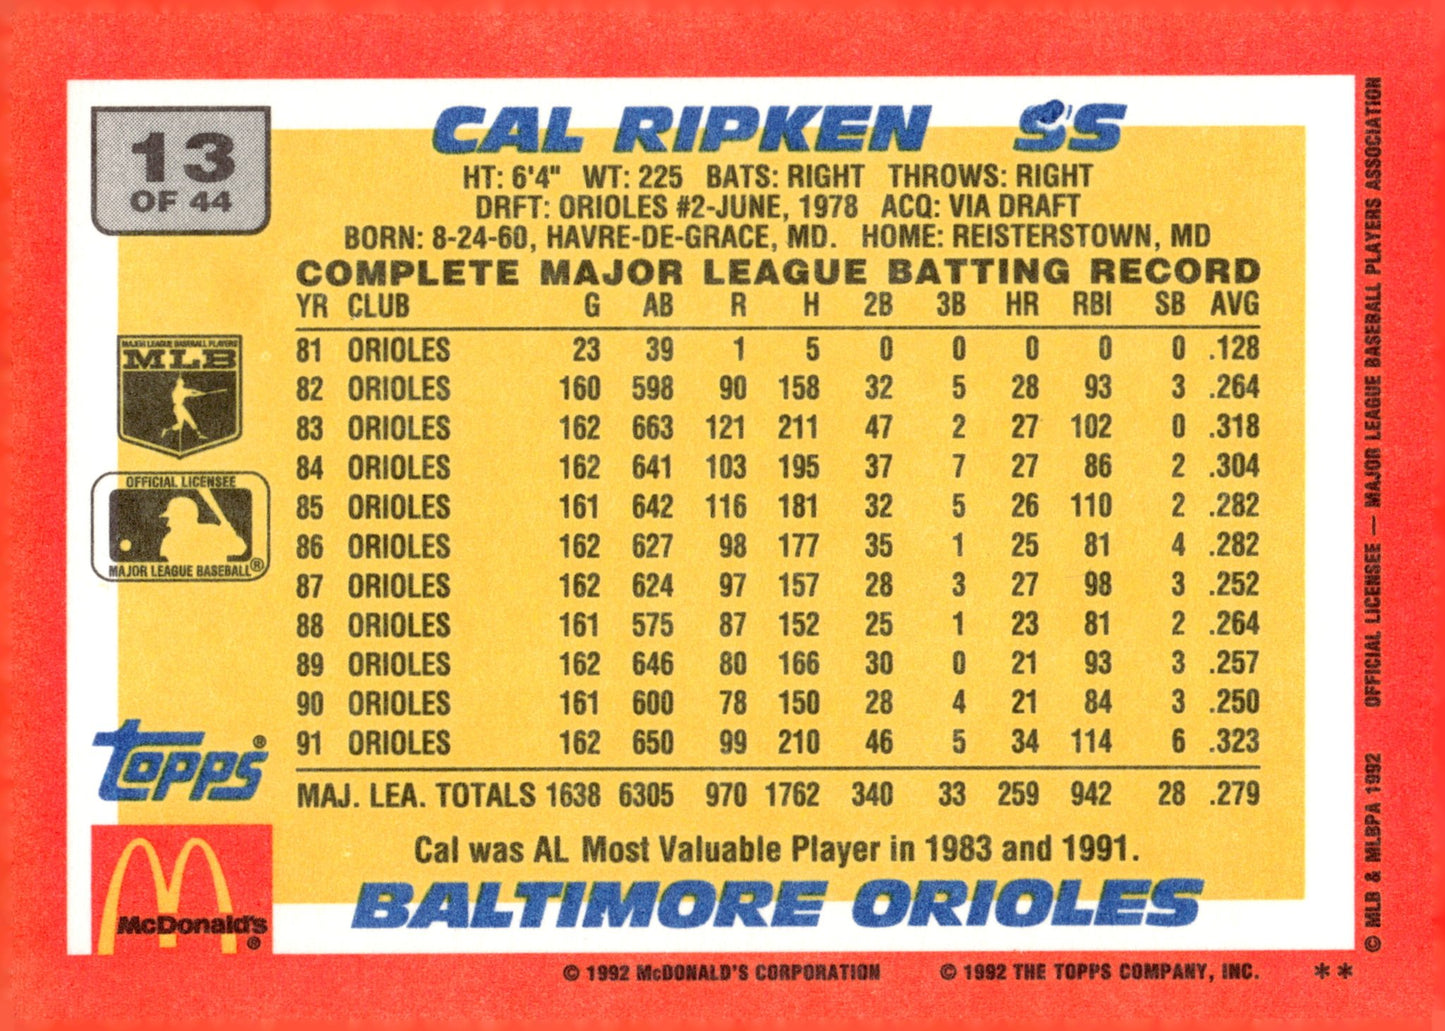 13
OF 44
CAL RIPKEN SS
HT: 6'4" WT: 225 BATS: RIGHT THROWS: RIGHT
DRFT: ORIOLES #2-JUNE, 1978 ACQ: VIA DRAFT
BORN: 8-24-60, HAVRE-DE-GRACE, MD. HOME: REISTERSTOWN, MD
COMPLETE MAJOR LEAGUE BATTING RECORD
YR CLUB G AB R H 2B 3B HR RBI SB AVG
81 ORIOLES 23 39 1 5 0 0 0 0 0 .128
82 ORIOLES 160 598 90 158 32 5 28 93 3 .264
83 ORIOLES 162 663 121 211 47 2 27 102 0 .318
84 ORIOLES 162 641 103 195 37 7 27 86 2 .304
85 ORIOLES 161 642 116 181 32 5 26 110 2 .282
86 ORIOLES 162 627 98 177 35 1 25 81 4 .282
87 ORIOLES 162 624 97 157 28 3 27 98 3 .252
88 ORIOLES 161 575 87 152 25 1 23 81 2 .264
89 ORIOLES 162 646 80 166 30 0 21 93 3 .257
90 ORIOLES 161 600 78 150 28 4 21 84 3 .250
91 ORIOLES 162 650 99 210 46 5 34 114 6 .323
MAJ. LEA. TOTALS 1638 6305 970 1762 340 33 259 942 28 .279
Cal was AL Most Valuable Player in 1983 and 1991.
BALTIMORE ORIOLES
MAJOR LEAGUE BASEBALL PLAYERS
MLB
OFFICIAL LICENSEE
MAJOR LEAGUE BASEBALL®
TOPPS®
McDonald's
®
© 1992 McDONALD'S CORPORATION © 1992 THE TOPPS COMPANY, INC. **
© MLB & MLBPA 1992 OFFICIAL LICENSEE — MAJOR LEAGUE BASEBALL PLAYERS ASSOCIATION